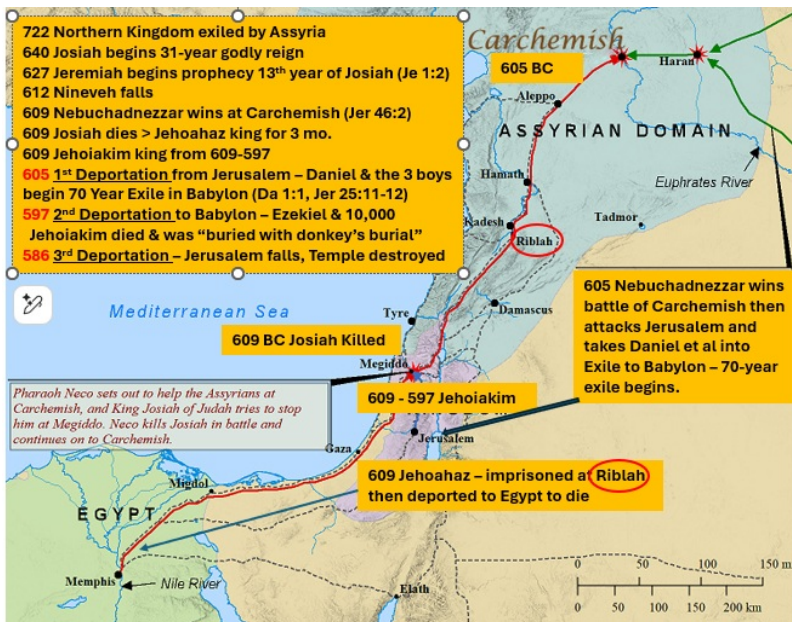 722 Northern Kingdom exiled by Assyria
640 Josiah begins 31-year godly reign
627 Jeremiah begins prophecy 13th year of Josiah (Je 1:2)
612 Nineveh falls
609 Nebuchadnezzar wins at Carchemish (Jer 46:2)
609 Josiah dies > Jehoahaz king for 3 mo.
609 Jehoiakim king from 609-597
605 1st Deportation from Jerusalem – Daniel & the 3 boys
begin 70 Year Exile in Babylon (Da 1:1, Jer 25:11-12)
597 2nd Deportation to Babylon – Ezekiel & 10,000
Jehoiakim died & was “buried with donkey’s burial”
586 3rd Deportation – Jerusalem falls, Temple destroyed
Carchemish
605 BC
Haran
Aleppo
ASSYRIAN DOMAIN
Euphrates River
Hamath
Tadmor
Kadesh
Riblah
Mediterranean Sea
Tyre
Damascus
605 Nebuchadnezzar wins
battle of Carchemish then
attacks Jerusalem and
takes Daniel et al into
Exile to Babylon – 70-year
exile begins.
609 BC Josiah Killed
Megiddo
Pharaoh Neco sets out to help the Assyrians at
Carchemish, and King Josiah of Judah tries to stop
him at Megiddo. Neco kills Josiah in battle and
continues on to Carchemish.
609 - 597 Jehoiakim
Jerusalem
Gaza
609 Jehoahaz – imprisoned at Riblah
then deported to Egypt to die
Migdol
EGYPT
Memphis
Nile River
Elath
0 50 100 150 mi
0 50 100 150 200 km